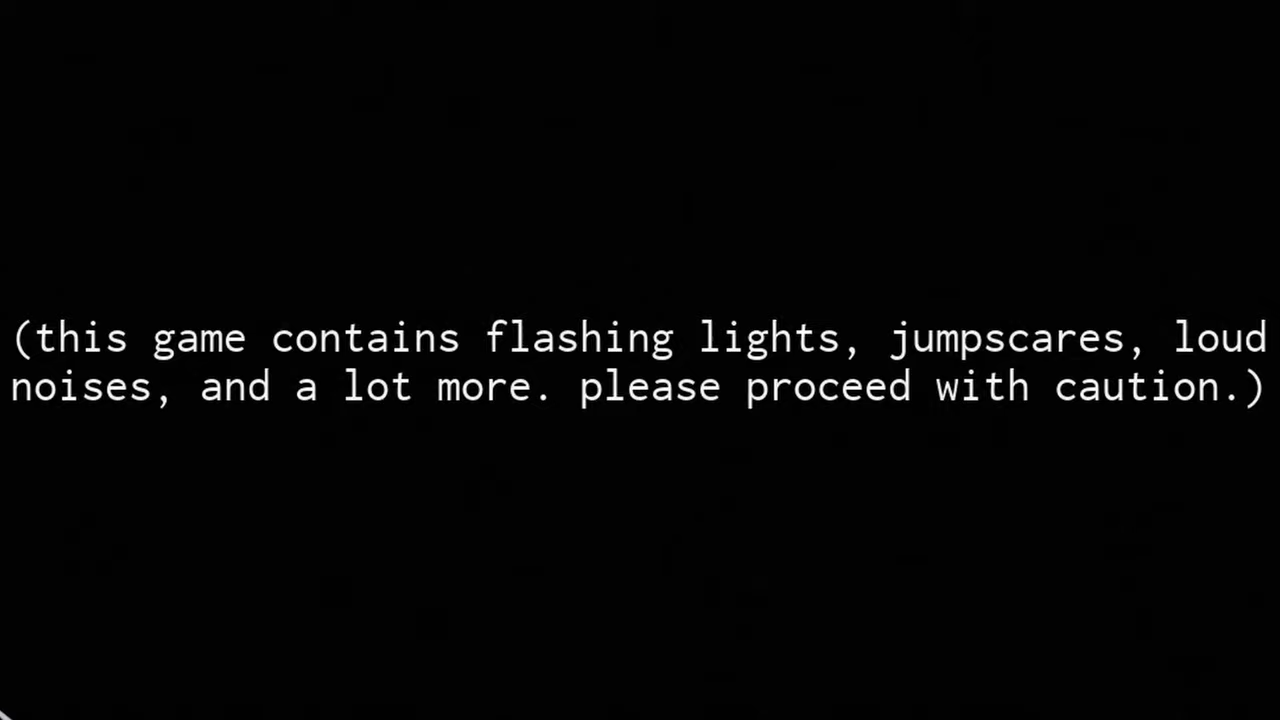 (this game contains flashing lights, jumpscares, loud
noises, and a lot more. please proceed with caution.)